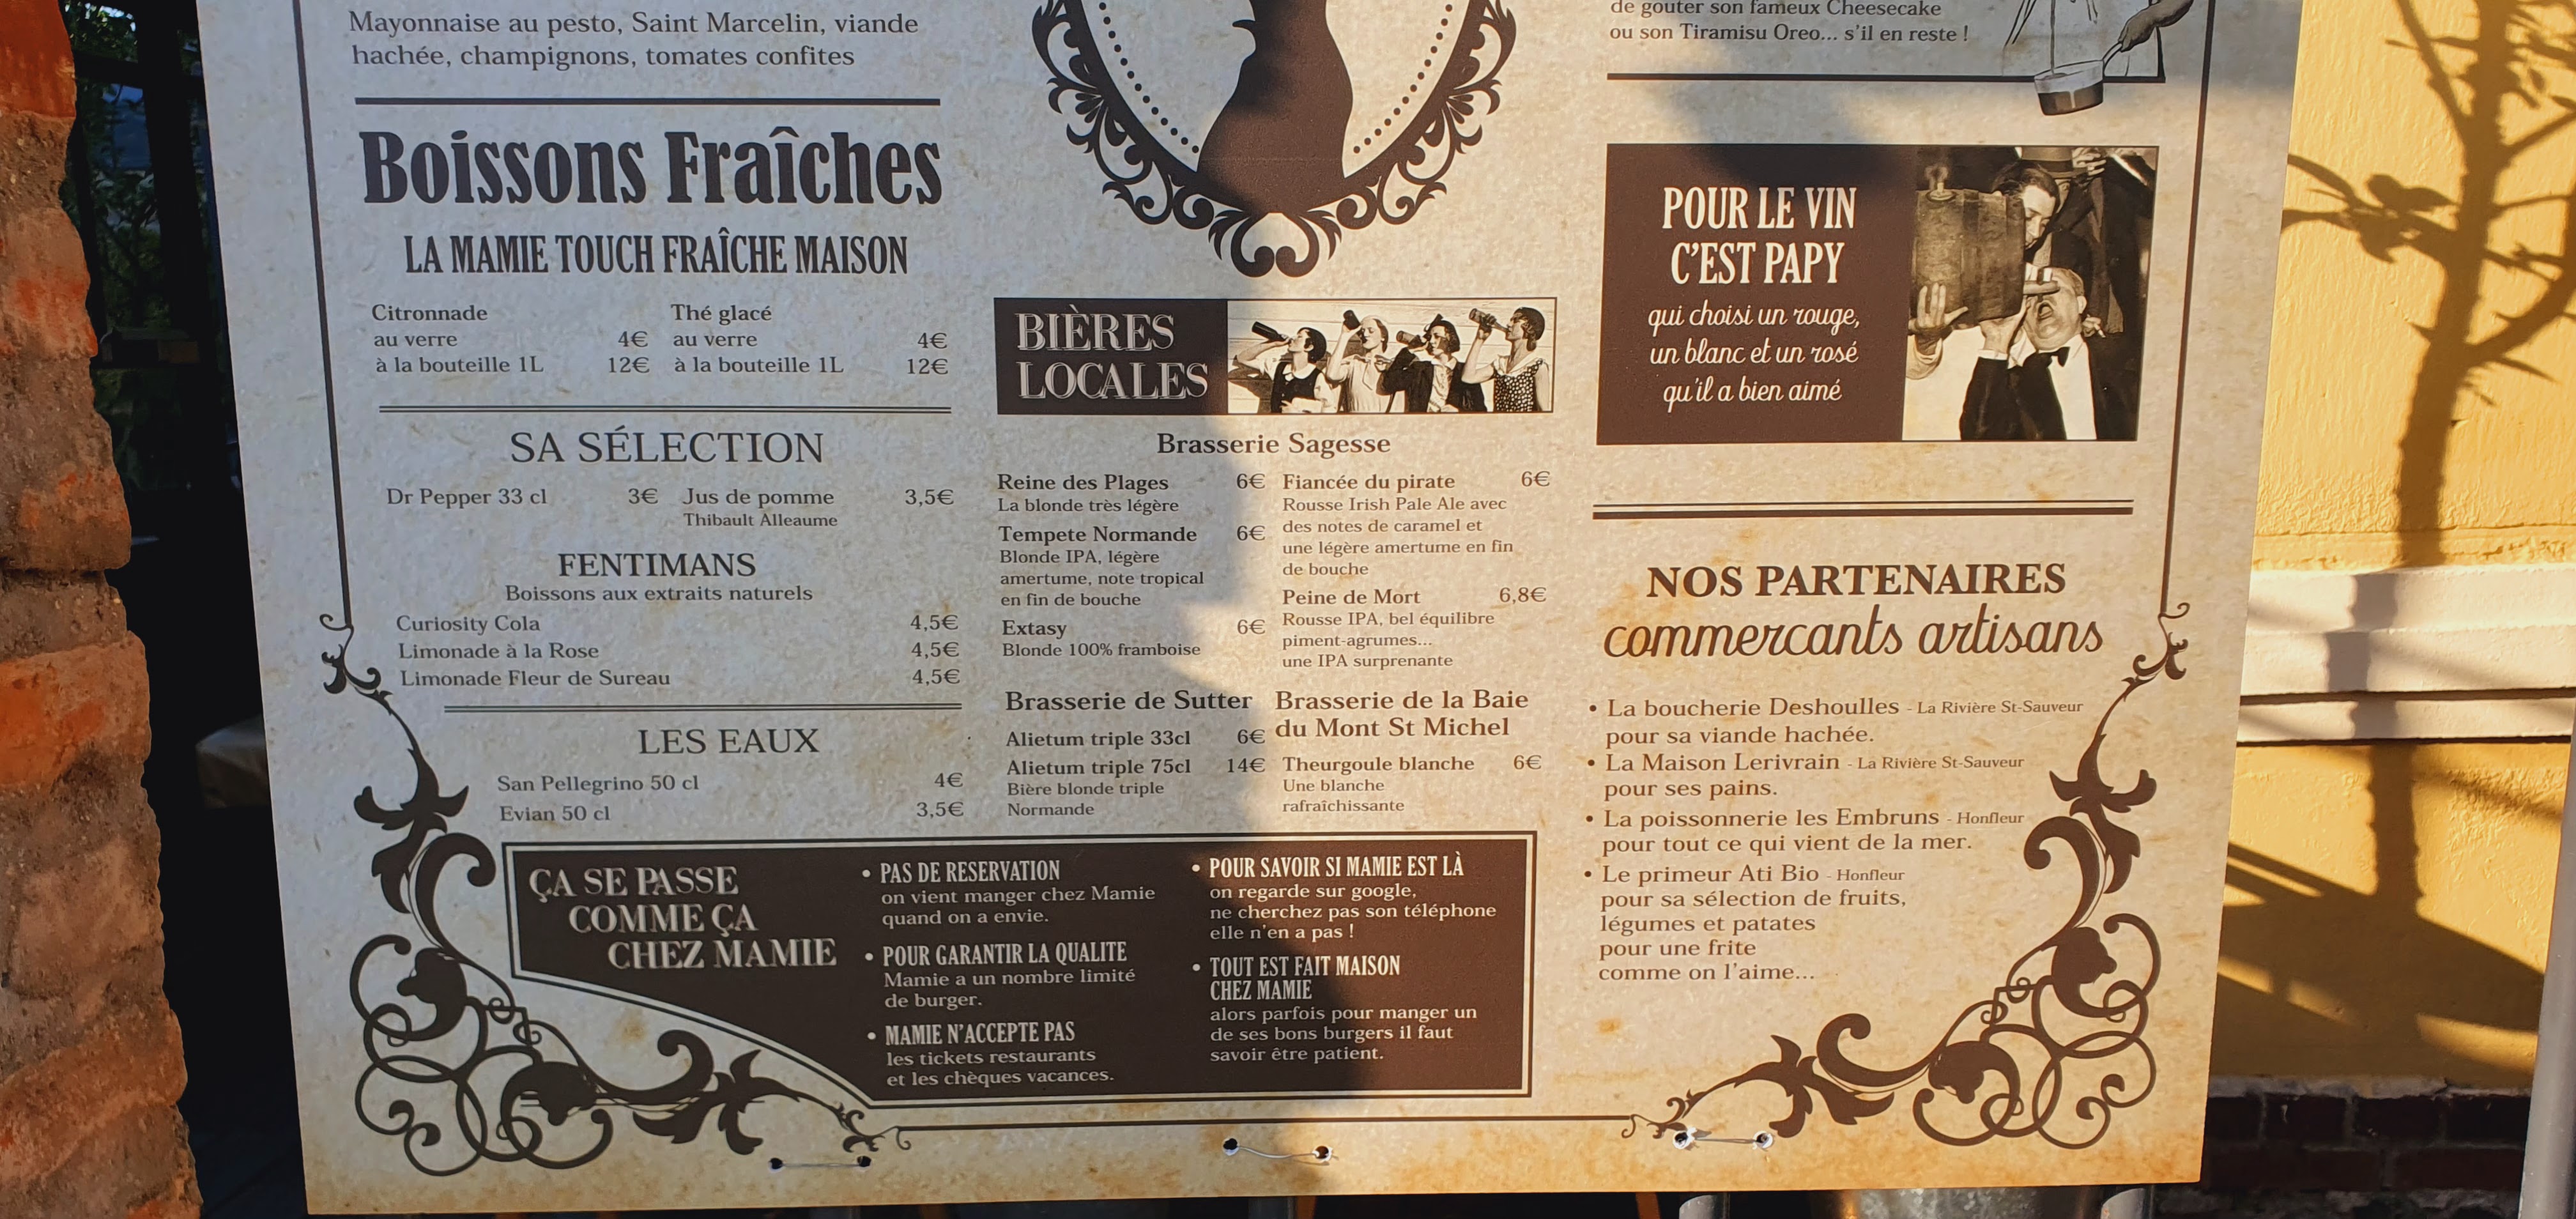 Mayonnaise au pesto, Saint Marcelin, viande
hachée, champignons, tomates confites
Boissons Fraîches
LA MAMIE TOUCH FRAÎCHE MAISON
Citronnade
au verre 4€
à la bouteille 1L 12€
Thé glacé
au verre 4€
à la bouteille 1L 12€
SA SÉLECTION
Dr Pepper 33 cl 3€
Jus de pomme 3,5€
Thibault Alleaume
FENTIMANS
Boissons aux extraits naturels
Curiosity Cola 4,5€
Limonade à la Rose 4,5€
Limonade Fleur de Sureau 4,5€
LES EAUX
San Pellegrino 50 cl 4€
Evian 50 cl 3,5€
BIÈRES
LOCALES
Brasserie Sagesse
Reine des Plages 6€
La blonde très légère
Tempete Normande 6€
Blonde IPA, légère
amertume, note tropical
en fin de bouche
Extasy 6€
Blonde 100% framboise
Fiancée du pirate 6€
Rousse Irish Pale Ale avec
des notes de caramel et
une légère amertume en fin
de bouche
Peine de Mort 6,8€
Rousse IPA, bel équilibre
piment-agrumes...
une IPA surprenante
Brasserie de Sutter
Alietum triple 33cl 6€
Alietum triple 75cl 14€
Bière blonde triple
Normande
Brasserie de la Baie
du Mont St Michel
Theurgoule blanche 6€
Une blanche
rafraîchissante
ÇA SE PASSE
COMME ÇA
CHEZ MAMIE
• PAS DE RESERVATION
on vient manger chez Mamie
quand on a envie.
• POUR GARANTIR LA QUALITE
Mamie a un nombre limité
de burger.
• MAMIE N'ACCEPTE PAS
les tickets restaurants
et les chèques vacances.
• POUR SAVOIR SI MAMIE EST LÀ
on regarde sur google,
ne cherchez pas son téléphone
elle n'en a pas !
• TOUT EST FAIT MAISON
CHEZ MAMIE
alors parfois pour manger un
de ses bons burgers il faut
savoir être patient.
de gouter son fameux Cheesecake
ou son Tiramisu Oreo... s'il en reste !
POUR LE VIN
C'EST PAPY
qui choisi un rouge,
un blanc et un rosé
qu'il a bien aimé
NOS PARTENAIRES
commercants artisans
• La boucherie Deshoulles - La Rivière St-Sauveur
pour sa viande hachée.
• La Maison Lerivrain - La Rivière St-Sauveur
pour ses pains.
• La poissonnerie les Embruns - Honfleur
pour tout ce qui vient de la mer.
• Le primeur Ati Bio - Honfleur
pour sa sélection de fruits,
légumes et patates
pour une frite
comme on l'aime...